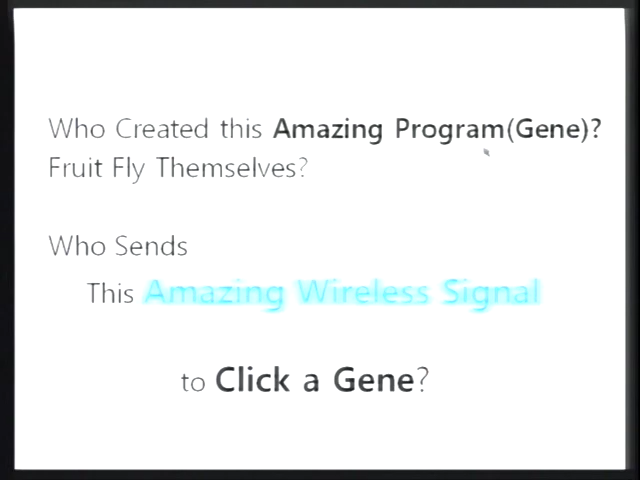 Who Created this Amazing Program(Gene)?
Fruit Fly Themselves?
Who Sends
This Amazing Wireless Signal
to Click a Gene?